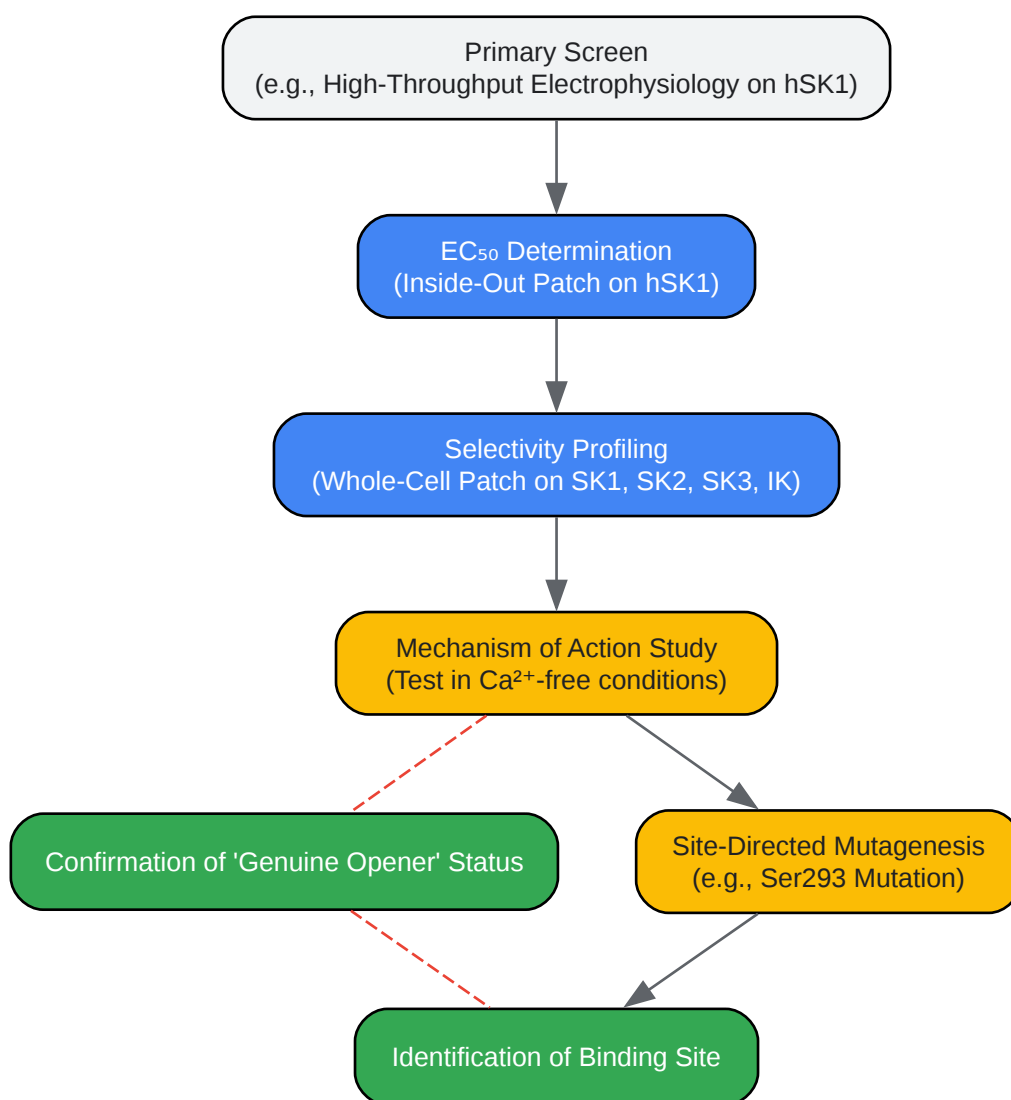 Primary Screen
(e.g., High-Throughput Electrophysiology on hSK1)
EC₅₀ Determination
(Inside-Out Patch on hSK1)
Selectivity Profiling
(Whole-Cell Patch on SK1, SK2, SK3, IK)
Mechanism of Action Study
(Test in Ca²⁺-free conditions)
Confirmation of 'Genuine Opener' Status
Site-Directed Mutagenesis
(e.g., Ser293 Mutation)
Identification of Binding Site